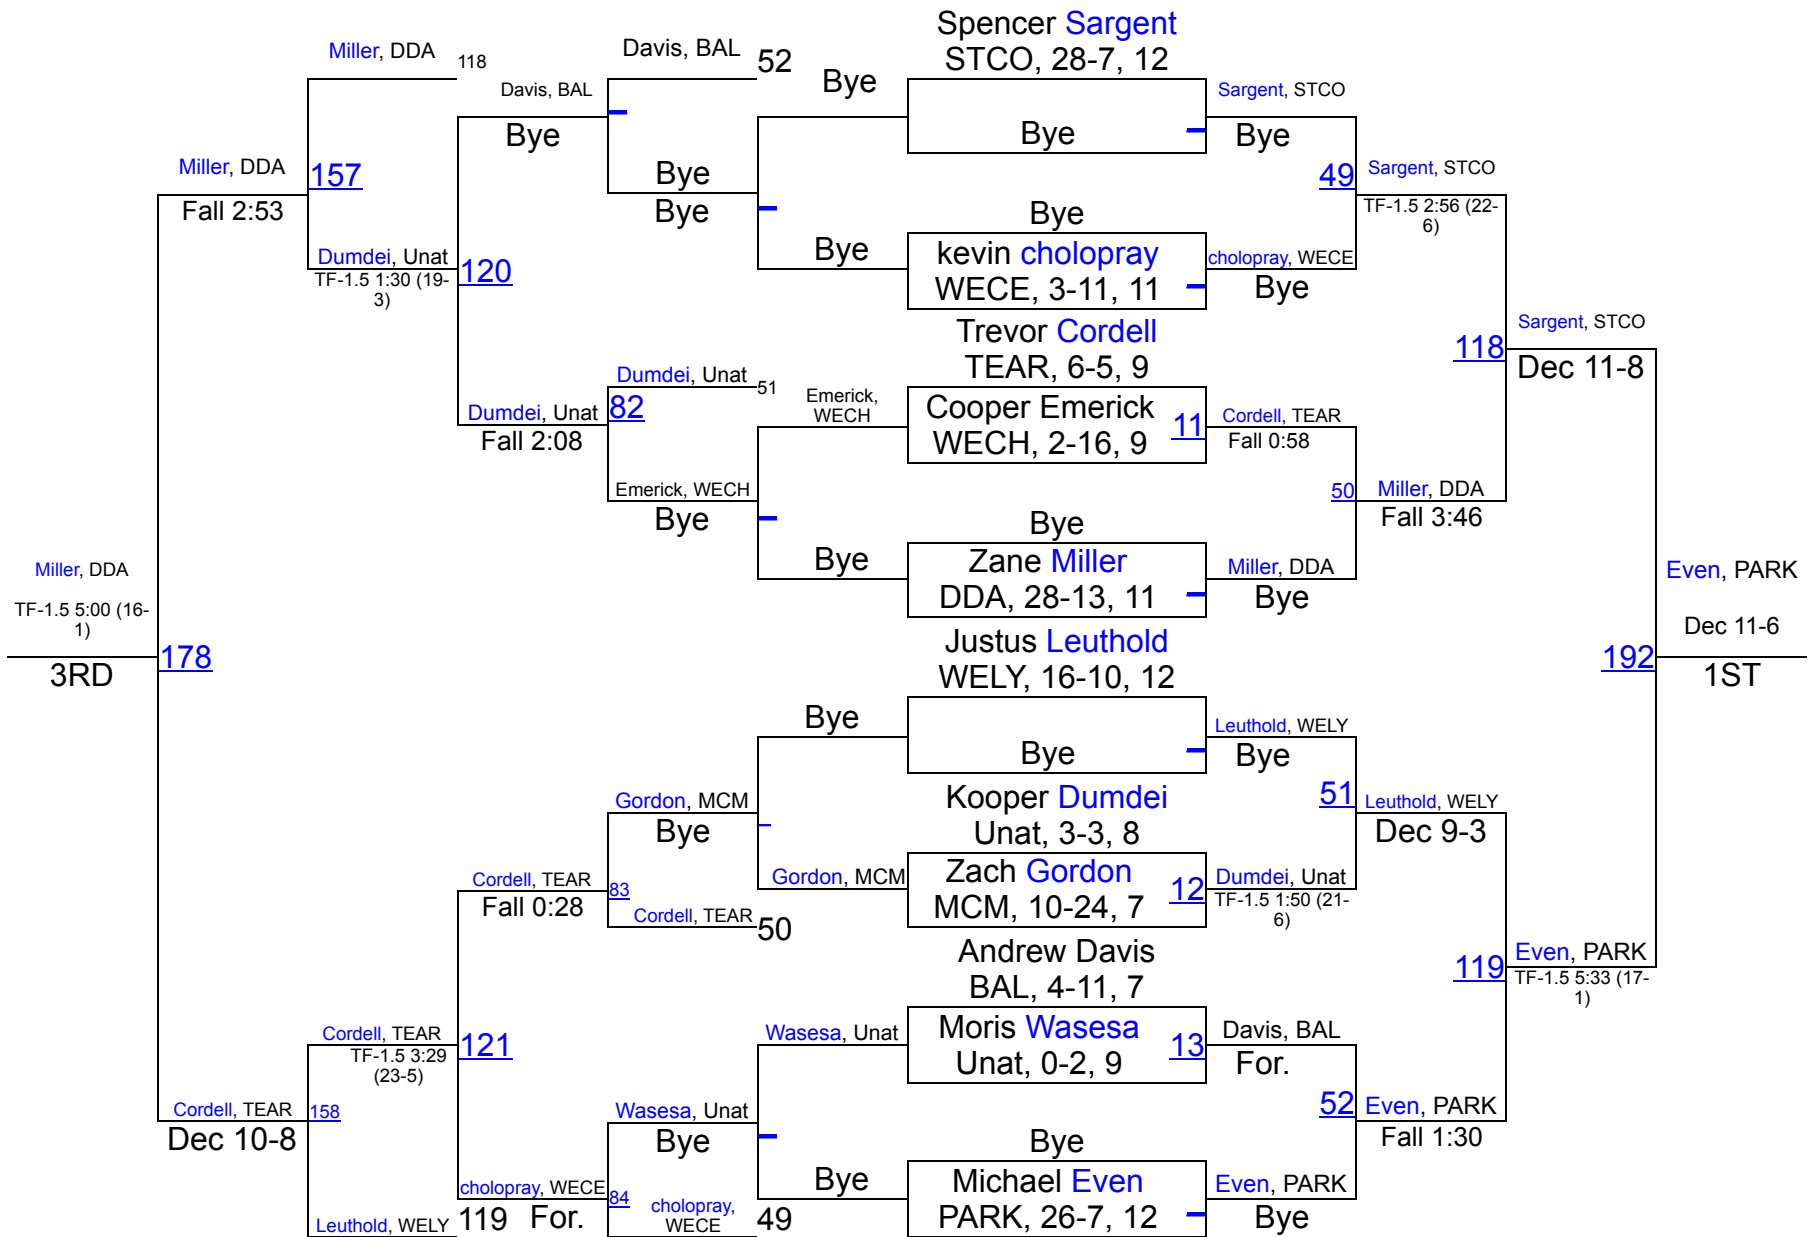 Spencer Sargent
STCO, 28-7, 12
Bye
Bye
kevin cholopray
WECE, 3-11, 11
Trevor Cordell
TEAR, 6-5, 9
Cooper Emerick
WECH, 2-16, 9
11
Bye
Zane Miller
DDA, 28-13, 11
Justus Leuthold
WELY, 16-10, 12
Bye
Kooper Dumdei
Unat, 3-3, 8
Zach Gordon
MCM, 10-24, 7
12
Andrew Davis
BAL, 4-11, 7
Moris Wasesa
Unat, 0-2, 9
13
Bye
Michael Even
PARK, 26-7, 12
Sargent, STCO
Bye
49
cholopray, WECE
Bye
Cordell, TEAR
Fall 0:58
50
Miller, DDA
Bye
Leuthold, WELY
Bye
51
Dumdei, Unat
TF-1.5 1:50 (21-
6)
Davis, BAL
For.
52
Even, PARK
Bye
Sargent, STCO
TF-1.5 2:56 (22-
6)
118
Miller, DDA
Fall 3:46
Leuthold, WELY
Dec 9-3
119
Even, PARK
Fall 1:30
Sargent, STCO
Dec 11-8
192
Even, PARK
TF-1.5 5:33 (17-
1)
Even, PARK
Dec 11-6
1ST
Bye
Bye
Emerick,
WECH
Bye
Bye
Gordon, MCM
Wasesa, Unat
Bye
Davis, BAL
52
Bye
Bye
Dumdei, Unat
51
82
Emerick, WECH
Bye
Gordon, MCM
Bye
83
Cordell, TEAR
50
Wasesa, Unat
Bye
84
cholopray,
WECE
49
Davis, BAL
Bye
120
Dumdei, Unat
Fall 2:08
Cordell, TEAR
Fall 0:28
121
cholopray, WECE
For.
Miller, DDA
118
157
Dumdei, Unat
TF-1.5 1:30 (19-
3)
Cordell, TEAR
TF-1.5 3:29
(23-5)
158
Leuthold, WELY
119
Miller, DDA
Fall 2:53
178
Cordell, TEAR
Dec 10-8
Miller, DDA
TF-1.5 5:00 (16-
1)
3RD